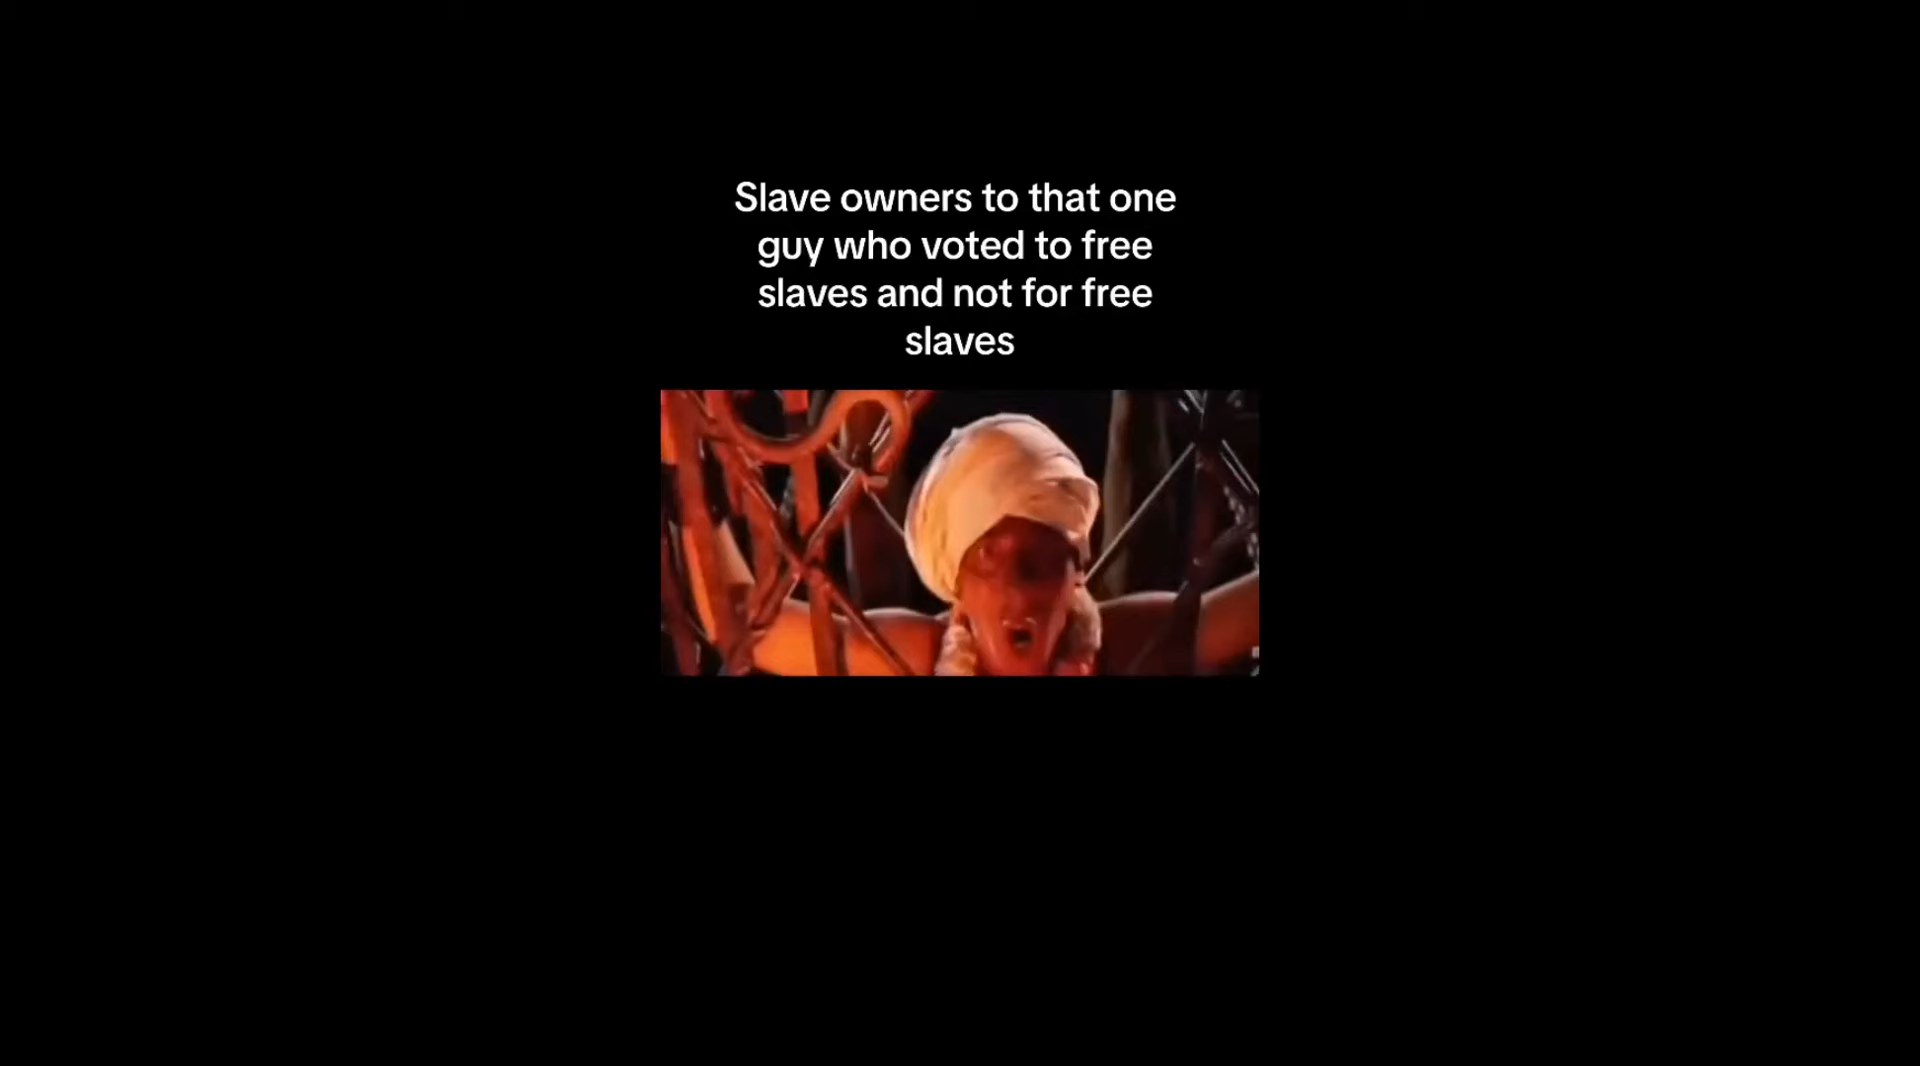 Slave owners to that one
guy who voted to free
slaves and not for free
slaves